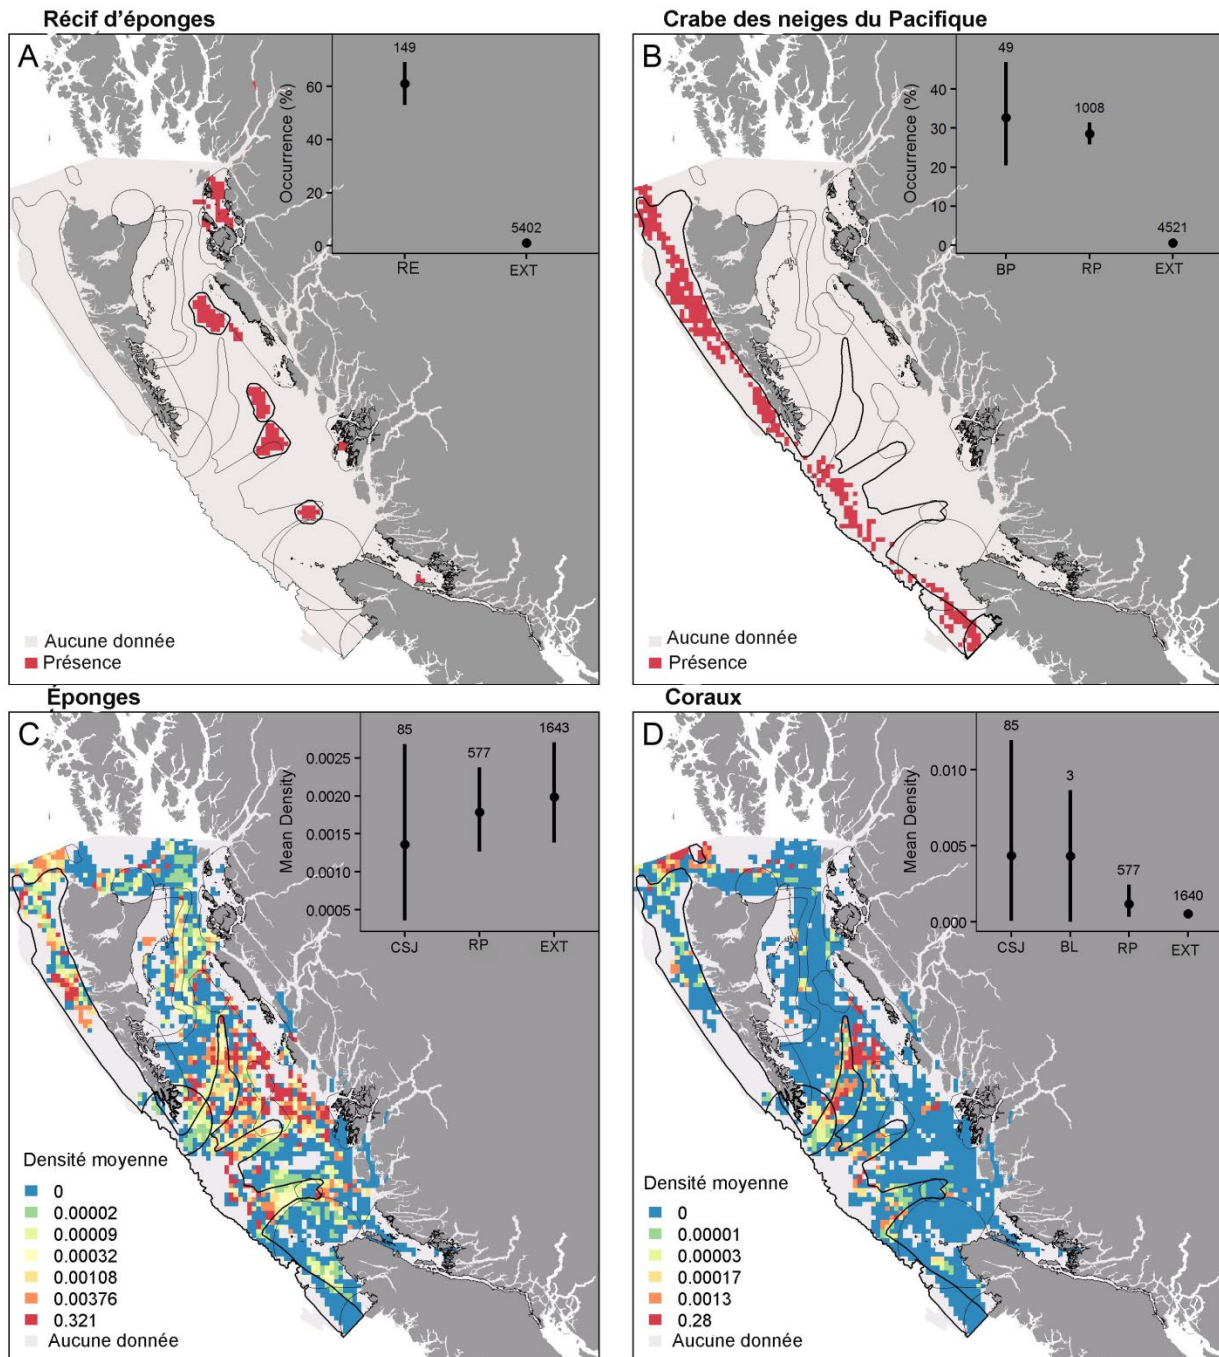 Récif d'éponges
A
149
Occurrence (%)
60
40
20
0
5402
RE
EXT
Aucune donnée
Présence
Crabe des neiges du Pacifique
B
49
Occurrence (%)
40
30
20
10
0
1008
4521
BP
RP
EXT
Aucune donnée
Présence
Éponges
C
85
577
1643
Mean Density
0.0025
0.0020
0.0015
0.0010
0.0005
CSJ
RP
EXT
Densité moyenne
0
0.00002
0.00009
0.00032
0.00108
0.00376
0.321
Aucune donnée
Coraux
D
85
3
577
1640
Mean Density
0.010
0.005
0.000
CSJ
BL
RP
EXT
Densité moyenne
0
0.00001
0.00003
0.00017
0.0013
0.28
Aucune donnée